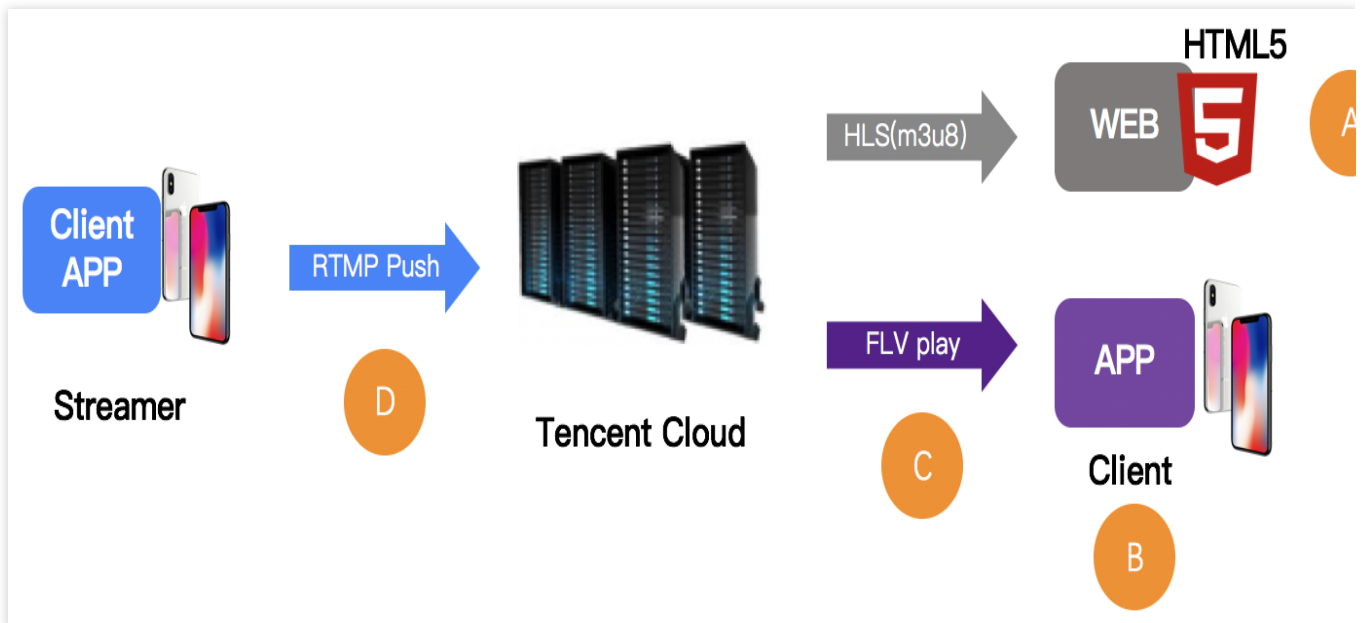 HTML5
HLS(m3u8)
WEB
5
A
Client
APP
RTMP Push
FLV play
APP
D
Streamer
Tencent Cloud
C
Client
B